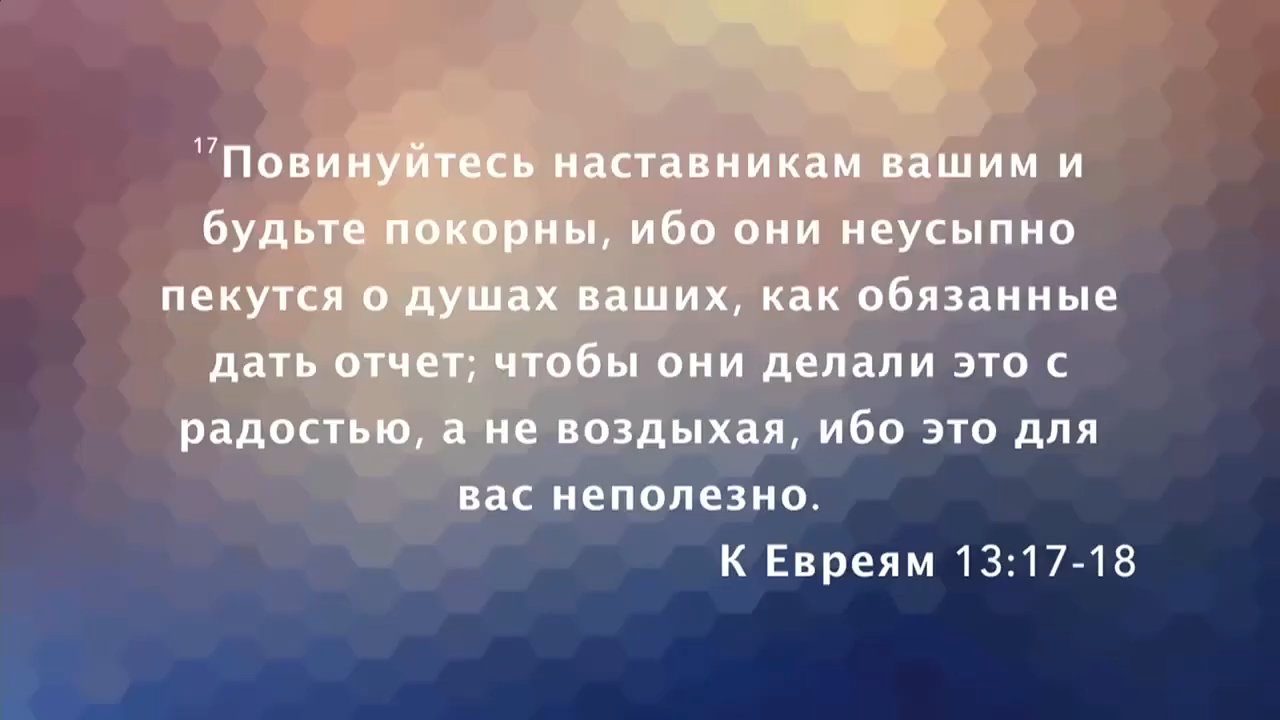 17Повинуйтесь наставникам вашим и
будьте покорны, ибо они неусыпно
пекутся о душах ваших, как обязанные
дать отчет; чтобы они делали это с
радостью, а не воздыхая, ибо это для
вас неполезно.
К Евреям 13:17-18